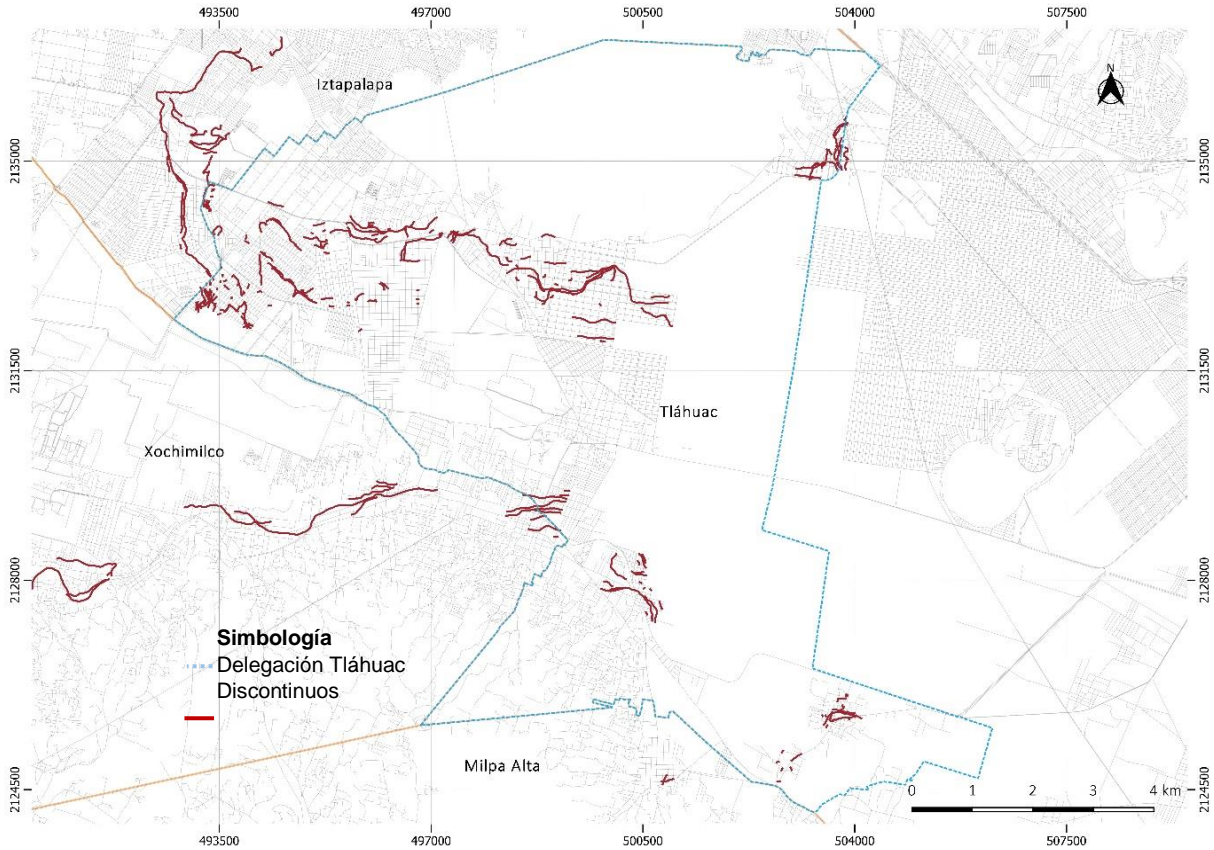 493500 497000 500500 504000 507500
N
Iztapalapa
2135000 2135000
2131500 2131500
Tláhuac
Xochimilco
2128000 2128000
Simbología
Delegación Tláhuac
Discontinuos
Milpa Alta
2124500 2124500
0 1 2 3 4 km
493500 497000 500500 504000 507500